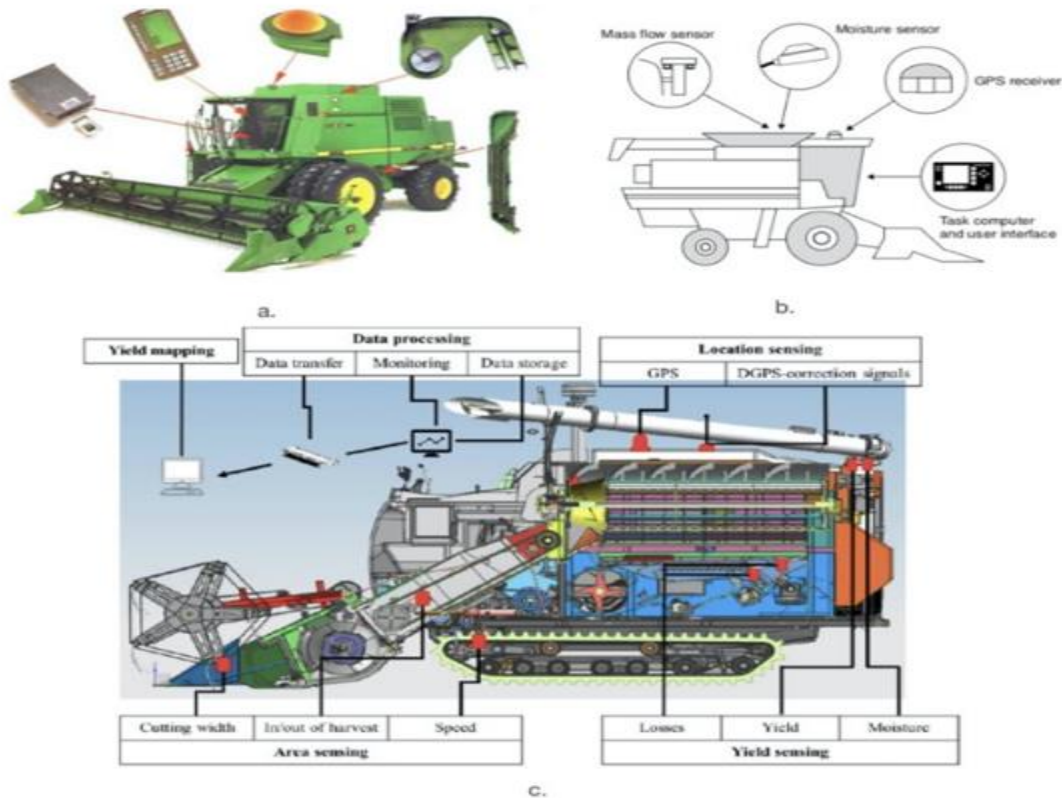 Mass flow sensor
Moisture sensor
GPS receiver
Task computer
and user interface
a.
b.
Yield mapping
Data processing
Data transfer Monitoring Data storage
Location sensing
GPS DGPS-correction signals
Cutting width In/out of harvest Speed
Area sensing
Losses Yield Moisture
Yield sensing
c.